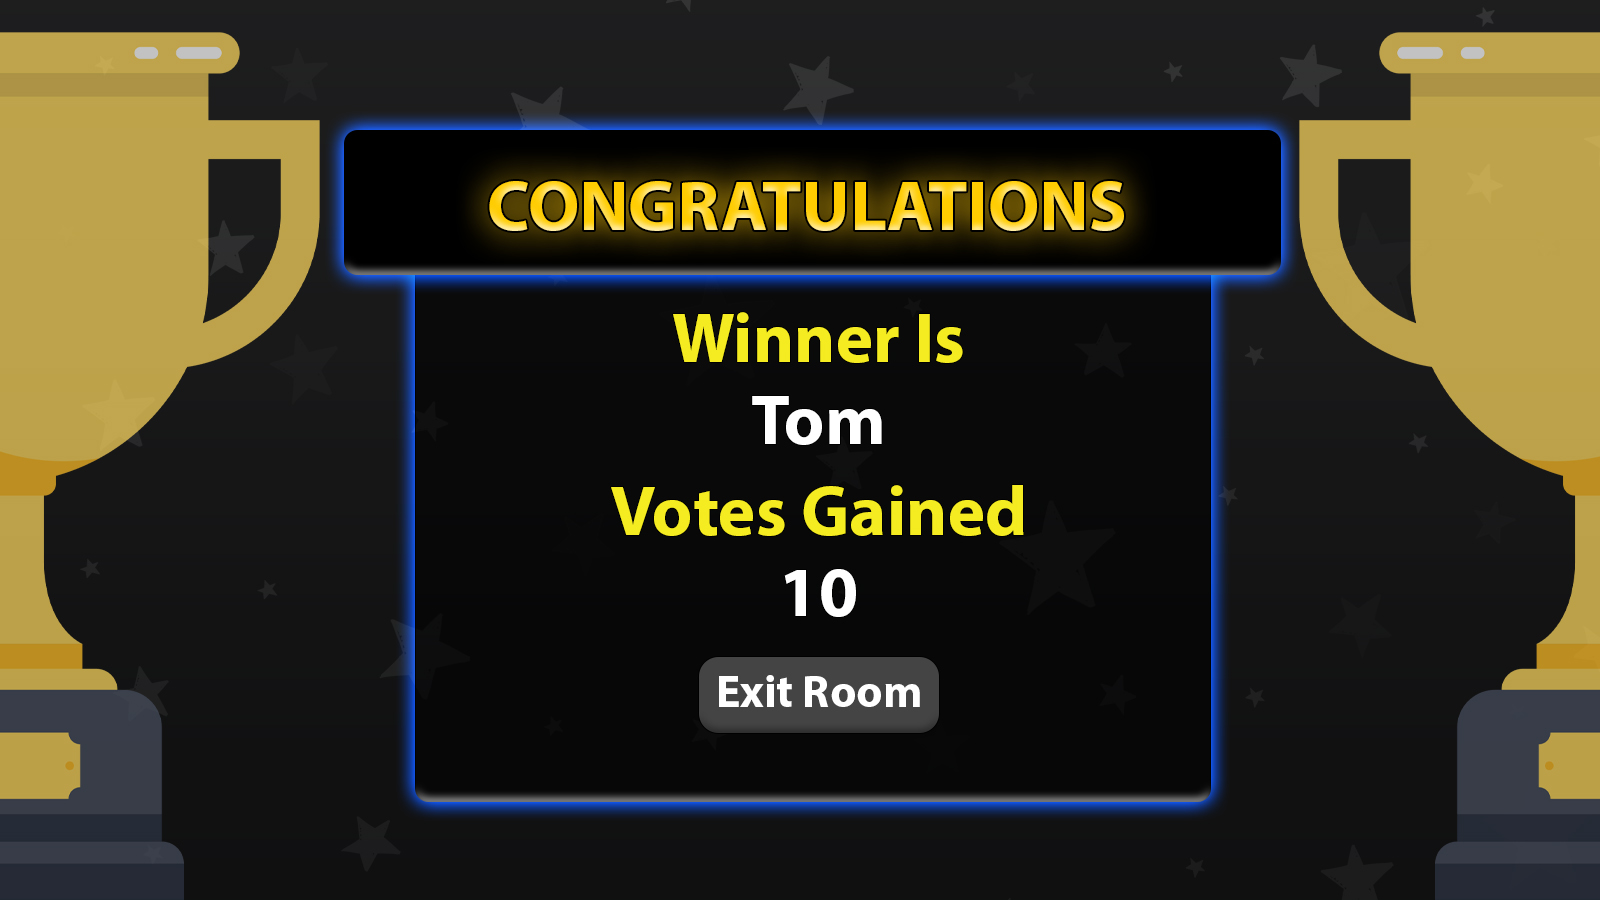 CONGRATULATIONS
Winner Is
Tom
Votes Gained
10
Exit Room